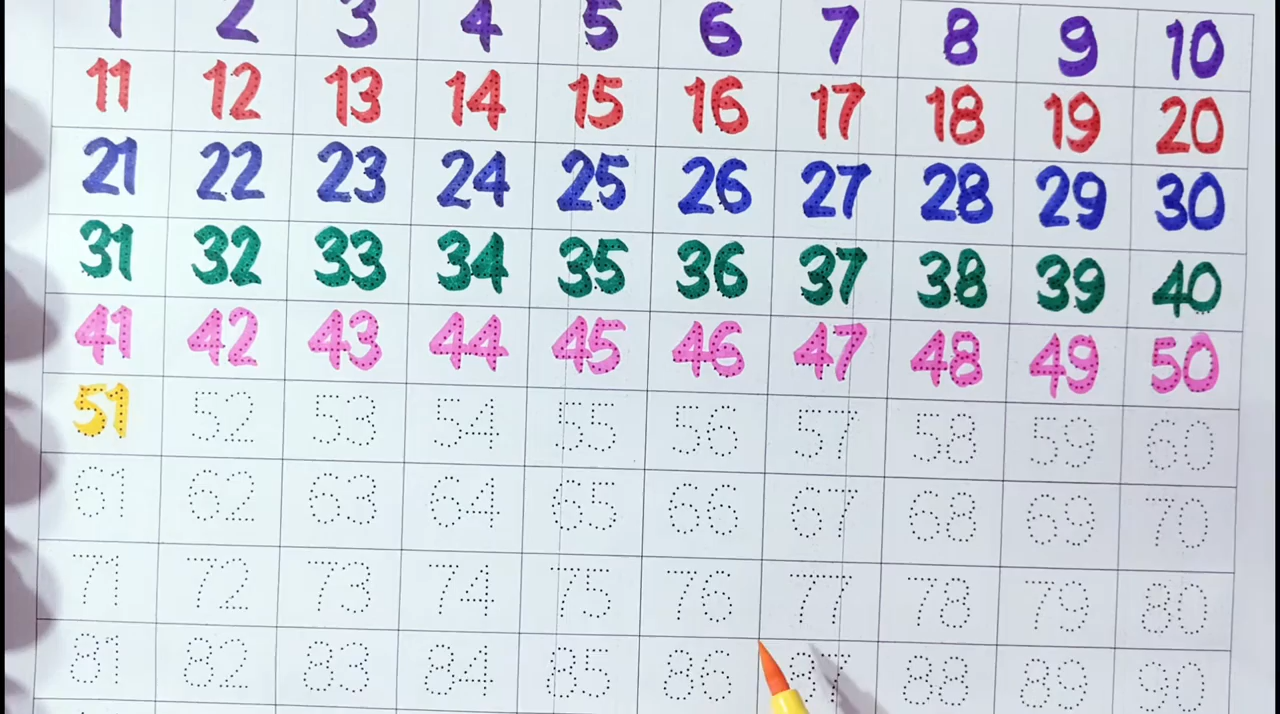 1 2 3 4 5 6 7 8 9 10
11 12 13 14 15 16 17 18 19 20
21 22 23 24 25 26 27 28 29 30
31 32 33 34 35 36 37 38 39 40
41 42 43 44 45 46 47 48 49 50
51 52 53 54 55 56 57 58 59 60
61 62 63 64 65 66 67 68 69 70
71 72 73 74 75 76 77 78 79 80
81 82 83 84 85 86 87 88 89 90